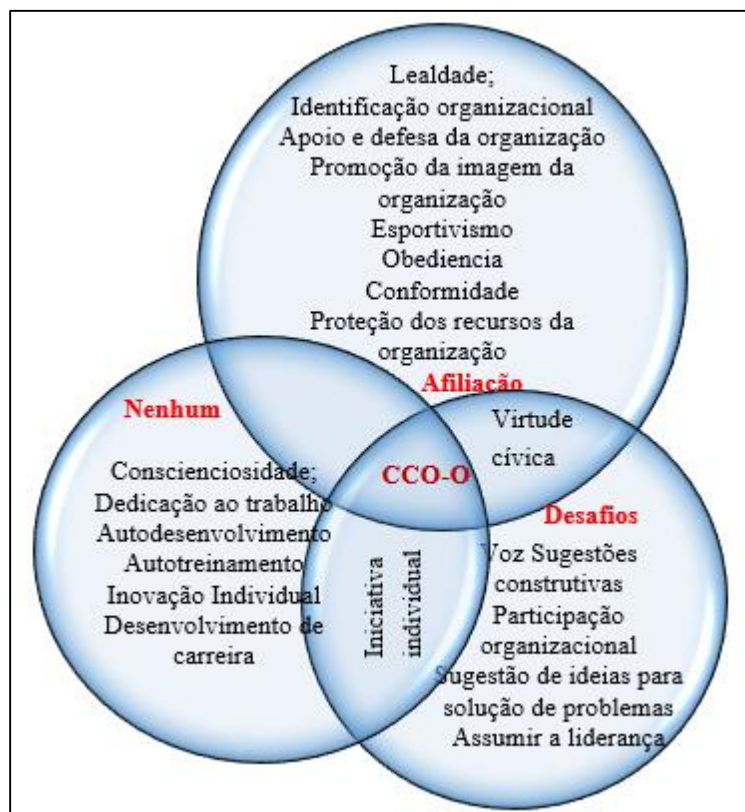 Lealdade;
Identificação organizacional
Apoio e defesa da organização
Promoção da imagem da
organização
Esportivismo
Obediencia
Conformidade
Proteção dos recursos da
organização
Afiliação
Nenhum
Virtude
cívica
Conscienciosidade;
Dedicação ao trabalho
Autodesenvolvimento
Autotreinamento
Inovação Individual
Desenvolvimento de
carreira
CCO-O
Iniciativa
individual
Desafios
Voz Sugestões
construtivas
Participação
organizacional
Sugestão de ideias para
solução de problemas
Assumir a liderança